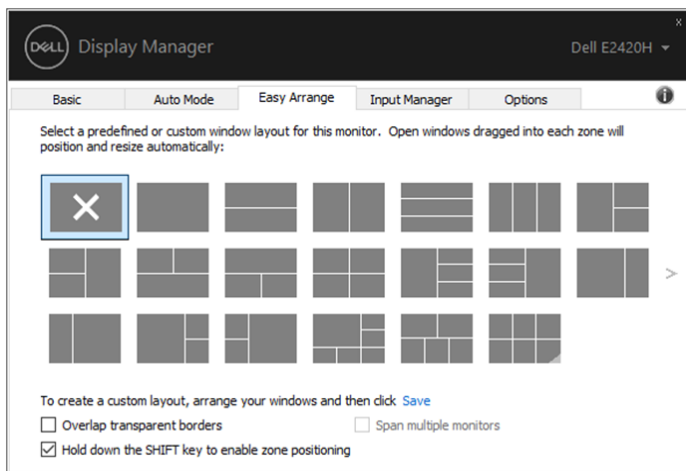 x
DELL Display Manager Dell E2420H
Basic Auto Mode Easy Arrange Input Manager Options i
Select a predefined or custom window layout for this monitor. Open windows dragged into each zone will
position and resize automatically:
>
To create a custom layout, arrange your windows and then click Save
Overlap transparent borders Span multiple monitors
Hold down the SHIFT key to enable zone positioning